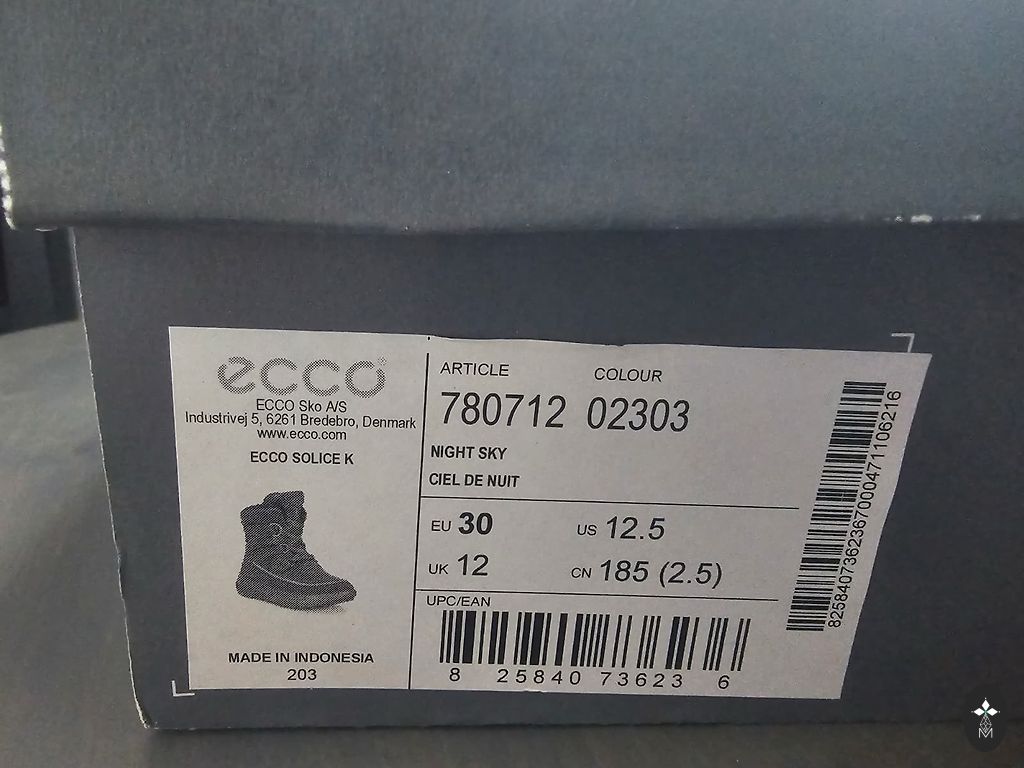 ecco
ECCO Sko A/S
Industrivej 5, 6261 Bredebro, Denmark
www.ecco.com
ECCO SOLICE K
MADE IN INDONESIA
203
ARTICLE COLOUR
780712 02303
NIGHT SKY
CIEL DE NUIT
EU 30 US 12.5
UK 12 CN 185 (2.5)
UPC/EAN
8 25840 73623 6
8258407362367000471106216
M